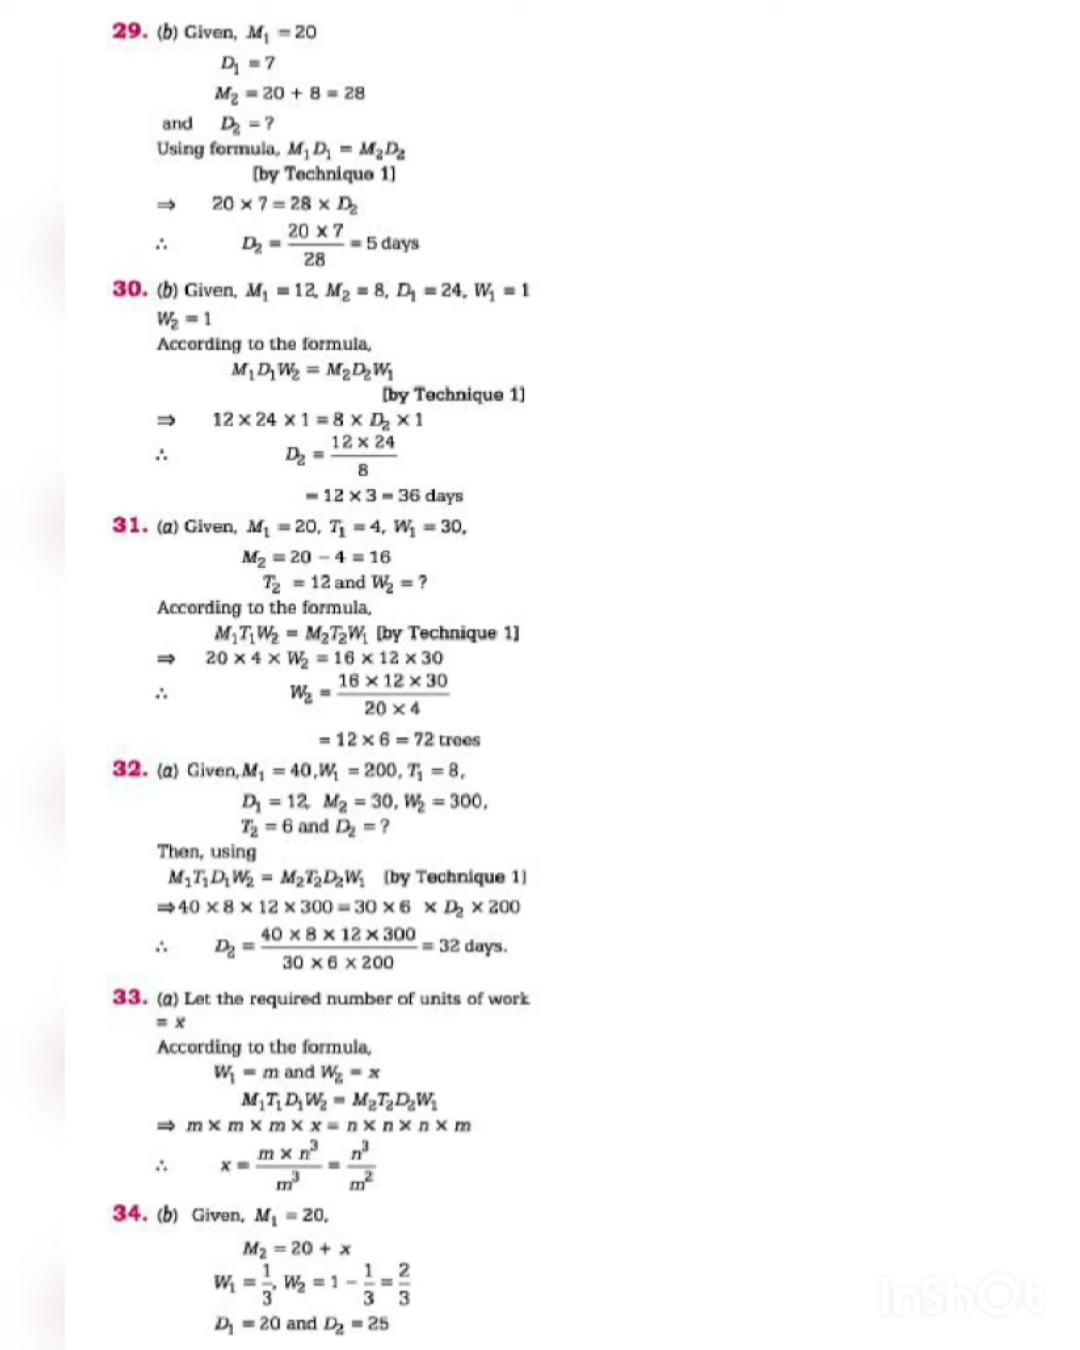 29. (b) Given, M₁ = 20
D₁ = 7
M₂ = 20 + 8 = 28
and D₂ = ?
Using formula, M₁D₁ = M₂D₂
[by Technique 1]
⇒ 20 × 7 = 28 × D₂
∴ D₂ = (20 × 7)/28 = 5 days
30. (b) Given, M₁ = 12, M₂ = 8, D₁ = 24, W₁ = 1
W₂ = 1
According to the formula,
M₁D₁W₂ = M₂D₂W₁
[by Technique 1]
⇒ 12 × 24 × 1 = 8 × D₂ × 1
∴ D₂ = (12 × 24)/8
= 12 × 3 = 36 days
31. (a) Given, M₁ = 20, T₁ = 4, W₁ = 30,
M₂ = 20 − 4 = 16
T₂ = 12 and W₂ = ?
According to the formula,
M₁T₁W₂ = M₂T₂W₁ [by Technique 1]
⇒ 20 × 4 × W₂ = 16 × 12 × 30
∴ W₂ = (16 × 12 × 30)/(20 × 4)
= 12 × 6 = 72 trees
32. (a) Given, M₁ = 40, W₁ = 200, T₁ = 8,
D₁ = 12, M₂ = 30, W₂ = 300,
T₂ = 6 and D₂ = ?
Then, using
M₁T₁D₁W₂ = M₂T₂D₂W₁ [by Technique 1]
⇒ 40 × 8 × 12 × 300 = 30 × 6 × D₂ × 200
∴ D₂ = (40 × 8 × 12 × 300)/(30 × 6 × 200) = 32 days.
33. (a) Let the required number of units of work
= x
According to the formula,
W₁ = m and W₂ = x
M₁T₁D₁W₂ = M₂T₂D₂W₁
⇒ m × m × m × x = n × n × n × m
∴ x = (m × n³)/m³ = n³/m²
34. (b) Given, M₁ = 20,
M₂ = 20 + x
W₁ = 1/3, W₂ = 1 − 1/3 = 2/3
D₁ = 20 and D₂ = 25
InShOt